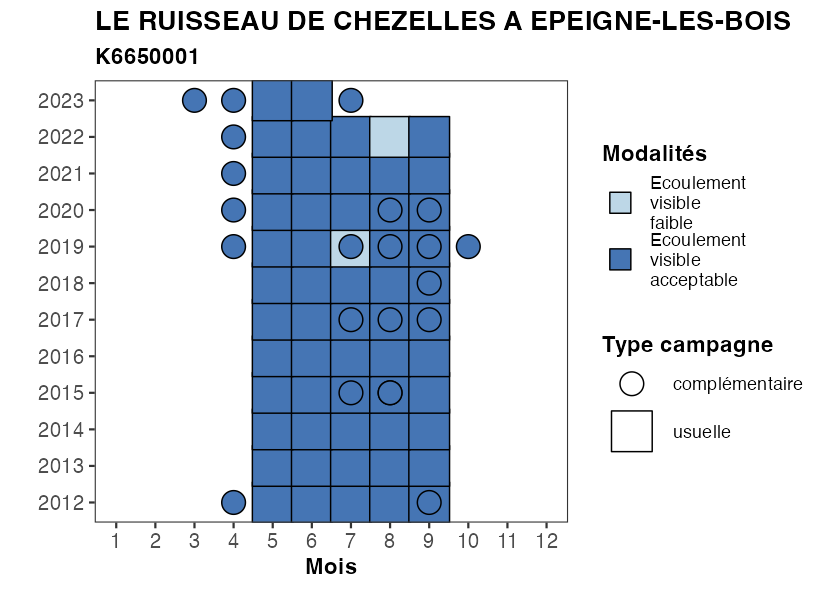 LE RUISSEAU DE CHEZELLES A EPEIGNE-LES-BOIS
K6650001
2023
2022
2021
2020
2019
2018
2017
2016
2015
2014
2013
2012
1 2 3 4 5 6 7 8 9 10 11 12
Mois
Modalités
Ecoulement
visible
faible
Ecoulement
visible
acceptable
Type campagne
complémentaire
usuelle